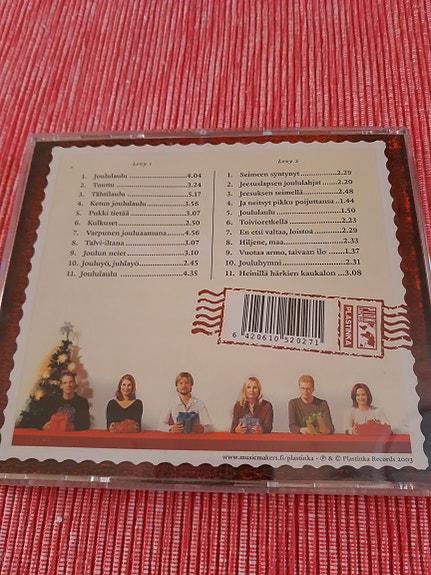 Levy 1
1. Joululaulu 4.04
2. Tuomu 3.24
3. Tähtilaulu 5.17
4. Ketun joululaulu 3.56
5. Pukki tietää 3.07
6. Kulkuset 2.50
7. Varpunen jouluaamuna 4.56
8. Talvi-iltana 3.07
9. Joulun neiet 3.10
10. Jouluyö, juhlayö 2.45
11. Joululaulu 4.35
Levy 2
1. Seimeen syntynyt 2.29
2. Jeesuslapsen joululahjat 2.20
3. Jeesuksen seimellä 2.48
4. Ja neitsyt pikku poijuttansa 1.44
5. Joululaulu 1.50
6. Toivioretkellä 2.23
7. En etsi valtaa, loistoa 2.29
8. Hiljene, maa 2.33
9. Vuotaa armo, taivaan ilo 1.37
10. Jouluhymni 2.31
11. Heinillä härkien kaukalon 3.08
6 420610 520271
PLASTINKA
www.musicmakers.fi/plastinka • ℗ & © Plastinka Records 2003